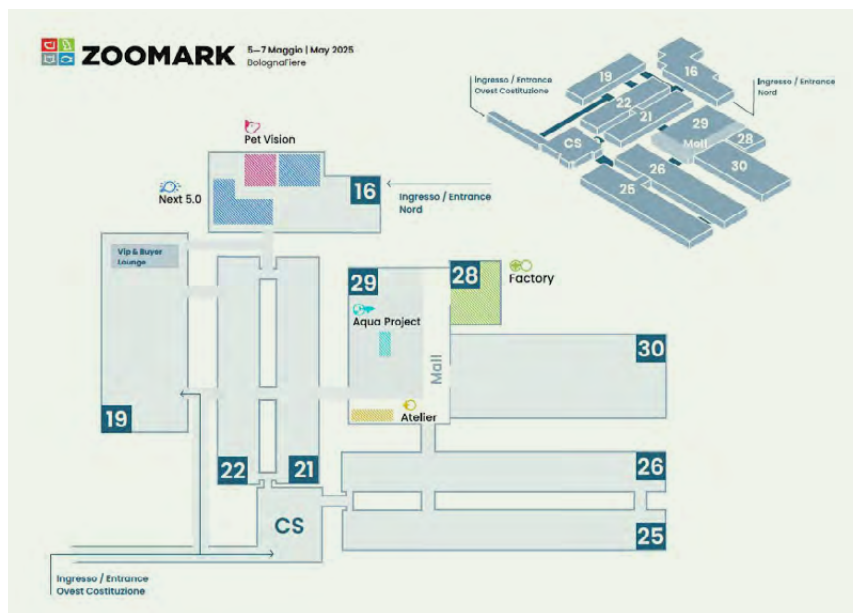 ZOOMARK
5–7 Maggio | May 2025
BolognaFiere
Ingresso / Entrance
Ovest Costituzione
19
16
22
21
29
Mall
28
CS
26
25
30
Ingresso / Entrance
Nord
Pet Vision
Next 5.0
16
Ingresso / Entrance
Nord
Vip & Buyer
Lounge
29
28
Factory
Aqua Project
30
Mall
Atelier
19
22
21
26
CS
25
Ingresso / Entrance
Ovest Costituzione